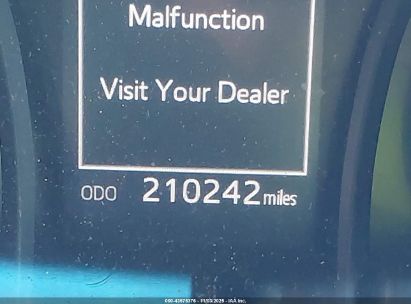 Malfunction
Visit Your Dealer
ODO 210242 miles